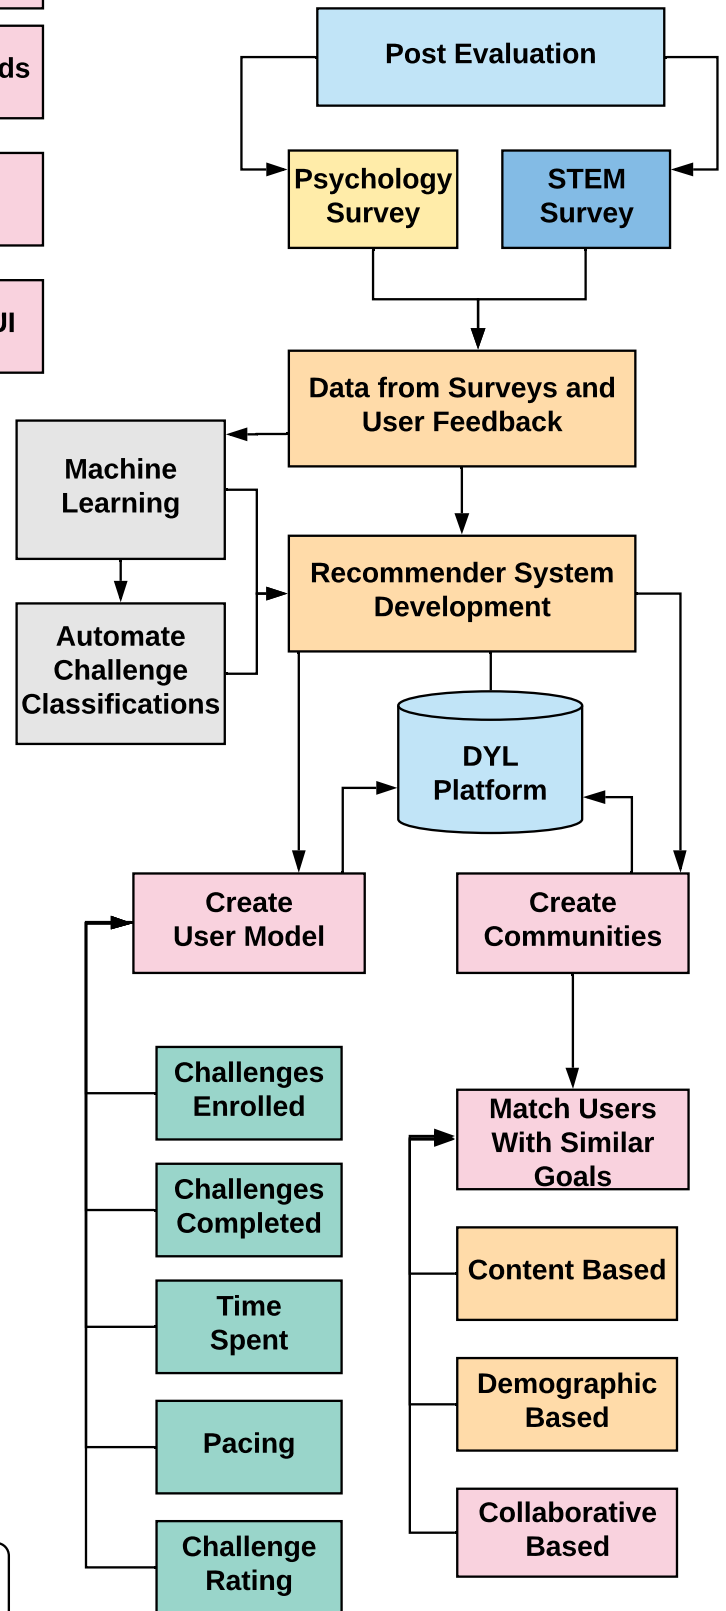 Post Evaluation
ds
Psychology
Survey
STEM
Survey
UI
Data from Surveys and
User Feedback
Machine
Learning
Recommender System
Development
Automate
Challenge
Classifications
DYL
Platform
Create
User Model
Create
Communities
Challenges
Enrolled
Match Users
With Similar
Goals
Challenges
Completed
Content Based
Time
Spent
Demographic
Based
Pacing
Collaborative
Based
Challenge
Rating